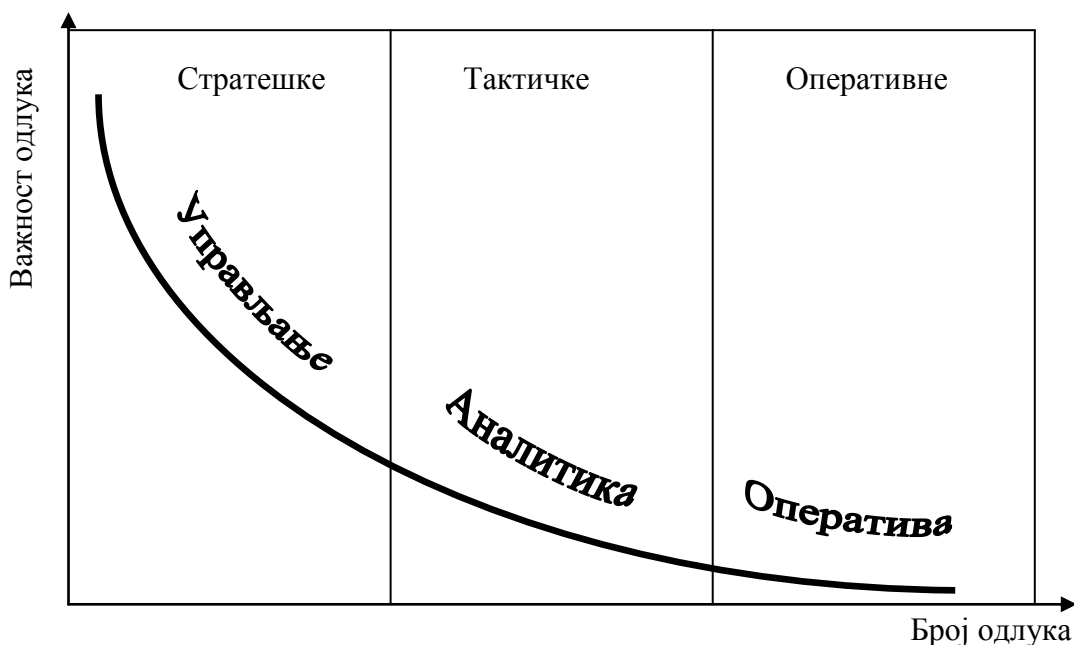 Важност одлука
Стратешке
Тактичке
Оперативне
Управљање
Аналитика
Оператива
Број одлука